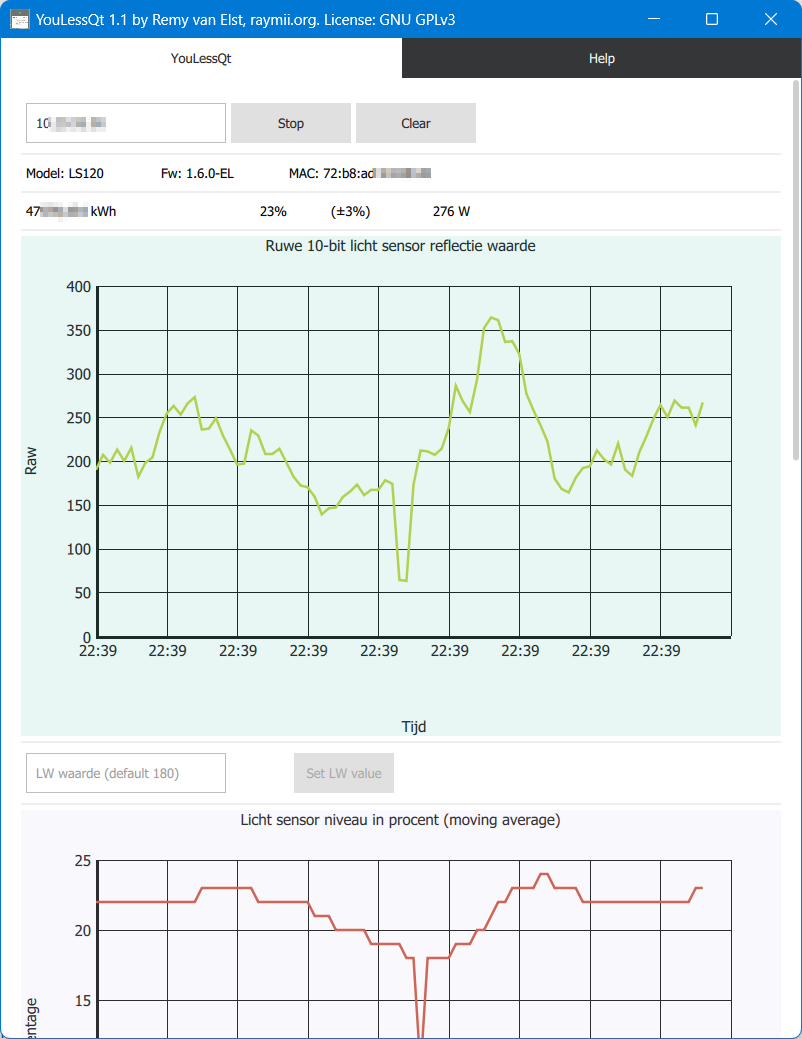 YouLessQt 1.1 by Remy van Elst, raymii.org. License: GNU GPLv3
YouLessQt Help
10
Stop Clear
Model: LS120 Fw: 1.6.0-EL MAC: 72:b8:ad
47 kWh 23% (±3%) 276 W
Ruwe 10-bit licht sensor reflectie waarde
400
350
300
250
200
150
100
50
0
Raw
22:39 22:39 22:39 22:39 22:39 22:39 22:39 22:39 22:39
Tijd
LW waarde (default 180) Set LW value
Licht sensor niveau in procent (moving average)
25
20
15
entage